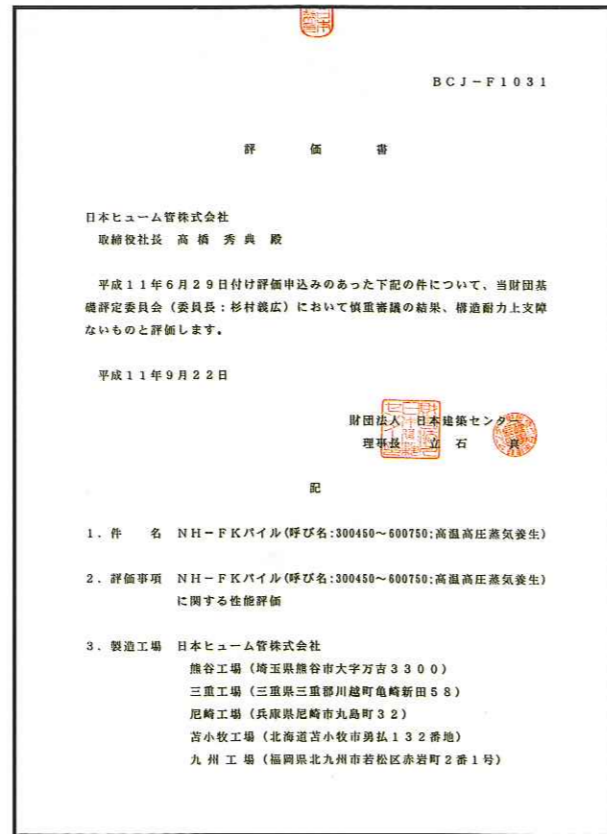 BCJ-F1031
評 価 書
日本ヒューム管株式会社
取締役社長 高橋 秀典 殿
平成11年6月29日付け評価申込みのあった下記の件について、当財団基
礎評定委員会(委員長:杉村義広)において慎重審議の結果、構造耐力上支障
ないものと評価します。
平成11年9月22日
財団法人 日本建築センター
理事長 立石 真
記
1.件 名 NH-FKパイル(呼び名:300450~600750;高温高圧蒸気養生)
2.評価事項 NH-FKパイル(呼び名:300450~600750;高温高圧蒸気養生)
に関する性能評価
3.製造工場 日本ヒューム管株式会社
熊谷工場(埼玉県熊谷市大字万吉3300)
三重工場(三重県三重郡川越町亀崎新田58)
尼崎工場(兵庫県尼崎市丸島町32)
苫小牧工場(北海道苫小牧市勇払132番地)
九州工場(福岡県北九州市若松区赤岩町2番1号)